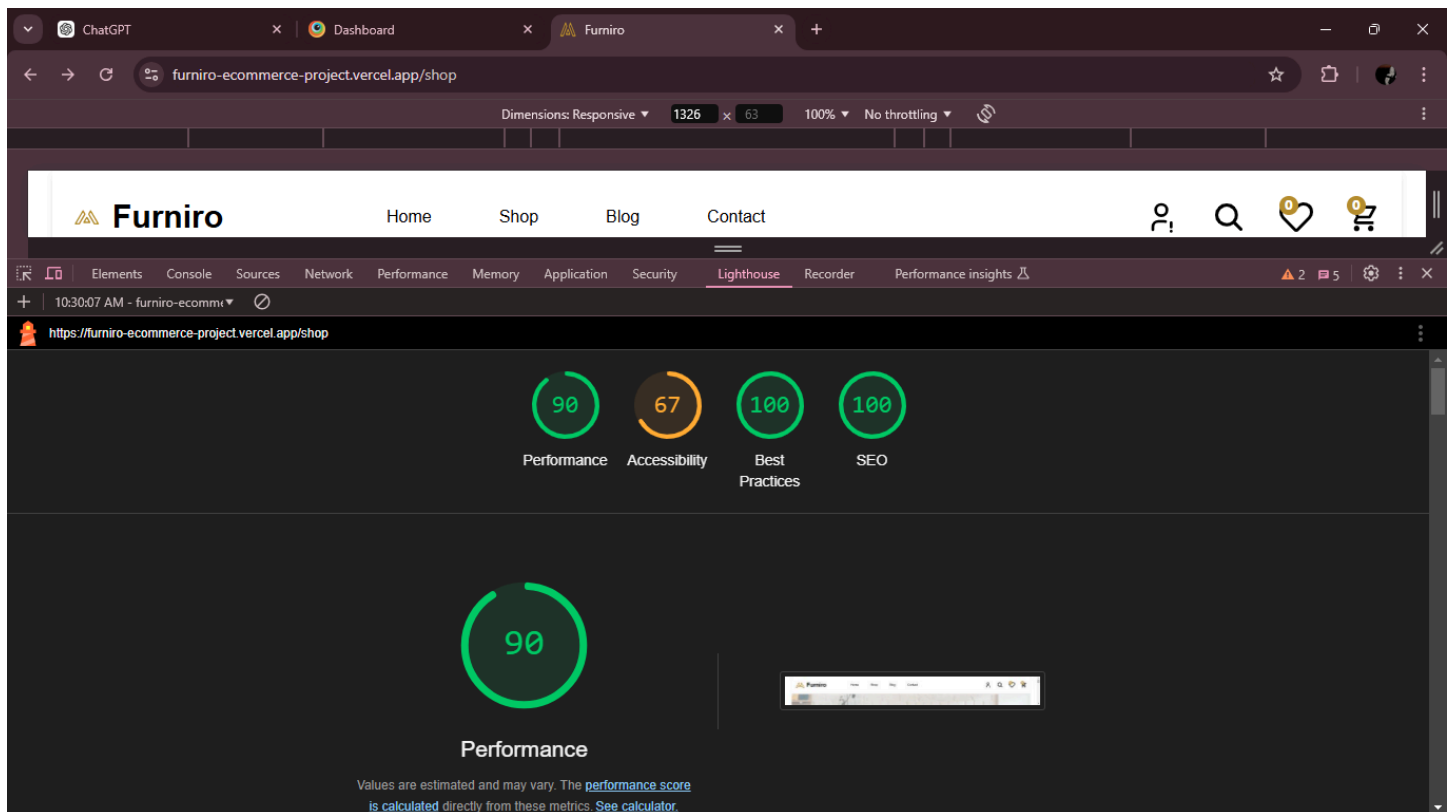 ChatGPT
Dashboard
Furniro
furniro-ecommerce-project.vercel.app/shop
Dimensions: Responsive 1326 × 63 100% No throttling
Furniro Home Shop Blog Contact 0 0
Elements Console Sources Network Performance Memory Application Security Lighthouse Recorder Performance insights 2 5
10:30:07 AM - furniro-ecomme
https://furniro-ecommerce-project.vercel.app/shop
90 67 100 100
Performance Accessibility Best Practices SEO
90
Performance
Values are estimated and may vary. The performance score
is calculated directly from these metrics. See calculator.